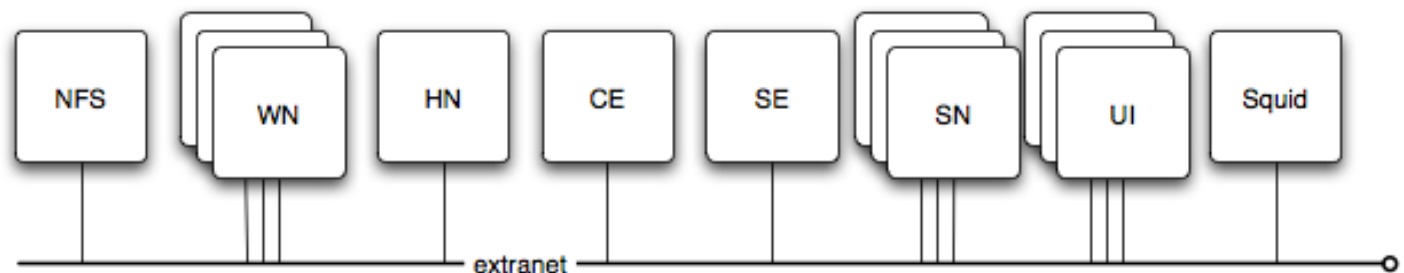 NFS
WN
HN
CE
SE
SN
UI
Squid
extranet